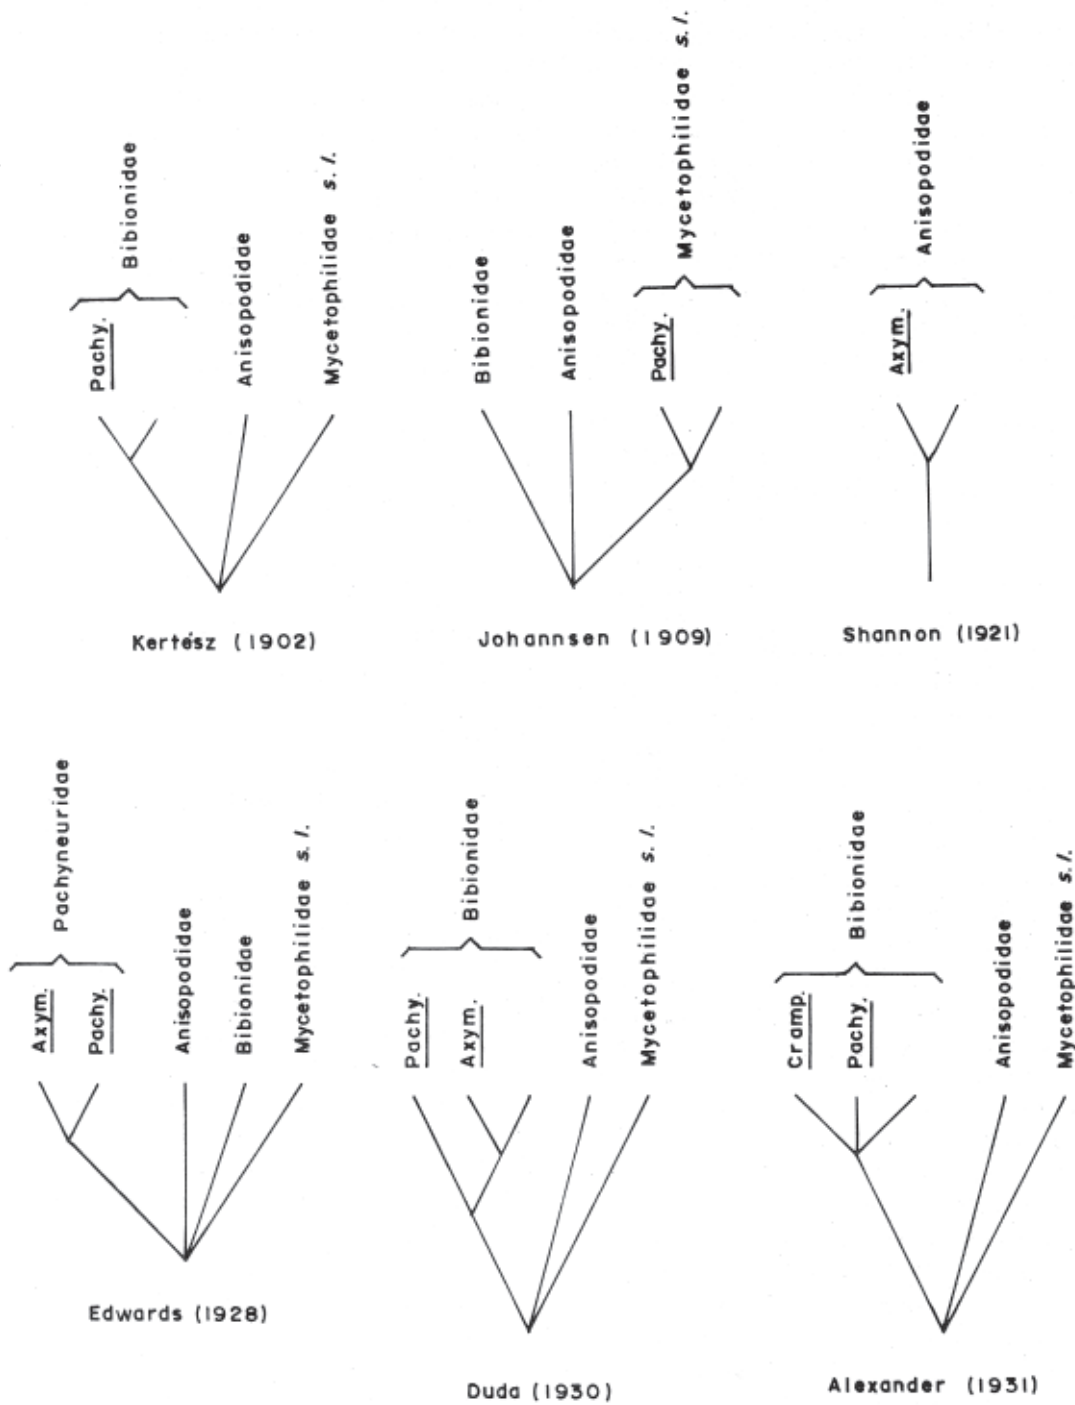 Bibionidae
Pachy.
Anisopodidae
Mycetophilidae s.l.
Kertész (1902)
Mycetophilidae s.l.
Bibionidae
Anisopodidae
Pachy.
Johannsen (1909)
Anisopodidae
Axym.
Shannon (1921)
Pachyneuridae
Axym.
Pachy.
Anisopodidae
Bibionidae
Mycetophilidae s.l.
Edwards (1928)
Bibionidae
Pachy.
Axym.
Anisopodidae
Mycetophilidae s.l.
Duda (1930)
Bibionidae
Cramp.
Pachy.
Anisopodidae
Mycetophilidae s.l.
Alexander (1931)